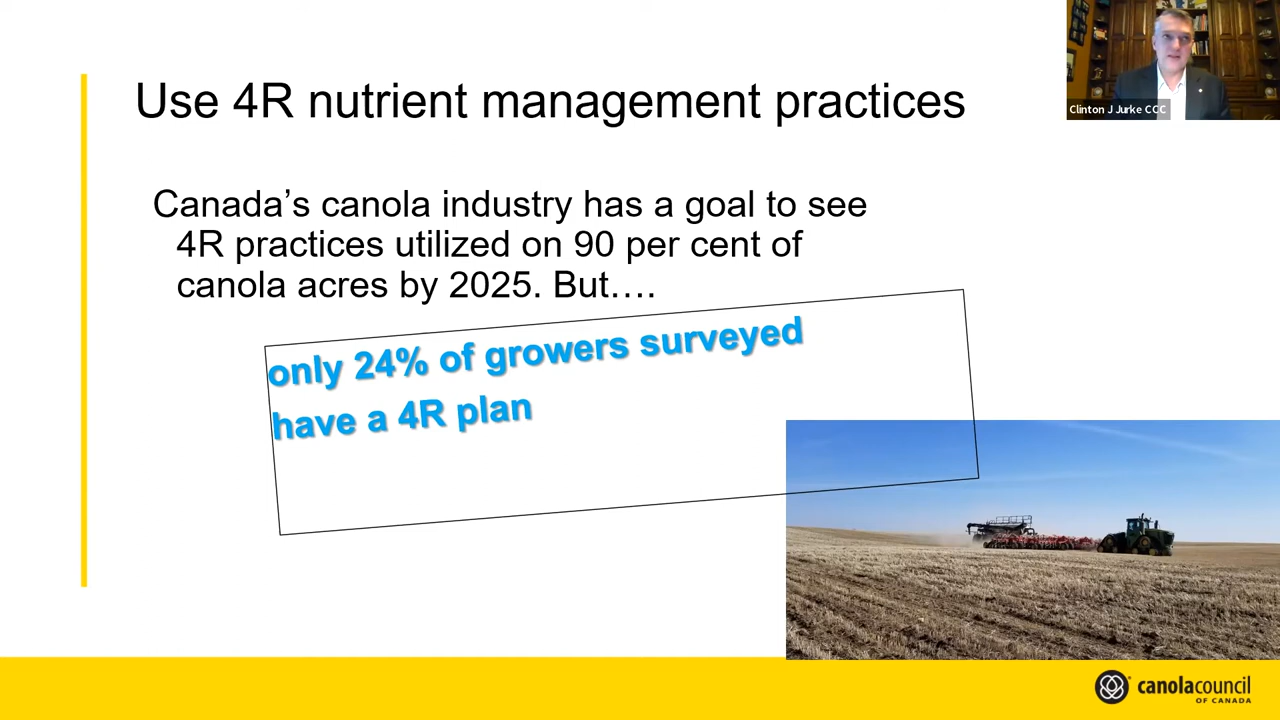 Use 4R nutrient management practices
Clinton J Jurke CCC
Canada’s canola industry has a goal to see
4R practices utilized on 90 per cent of
canola acres by 2025. But….
only 24% of growers surveyed
have a 4R plan
canolacouncil
OF CANADA